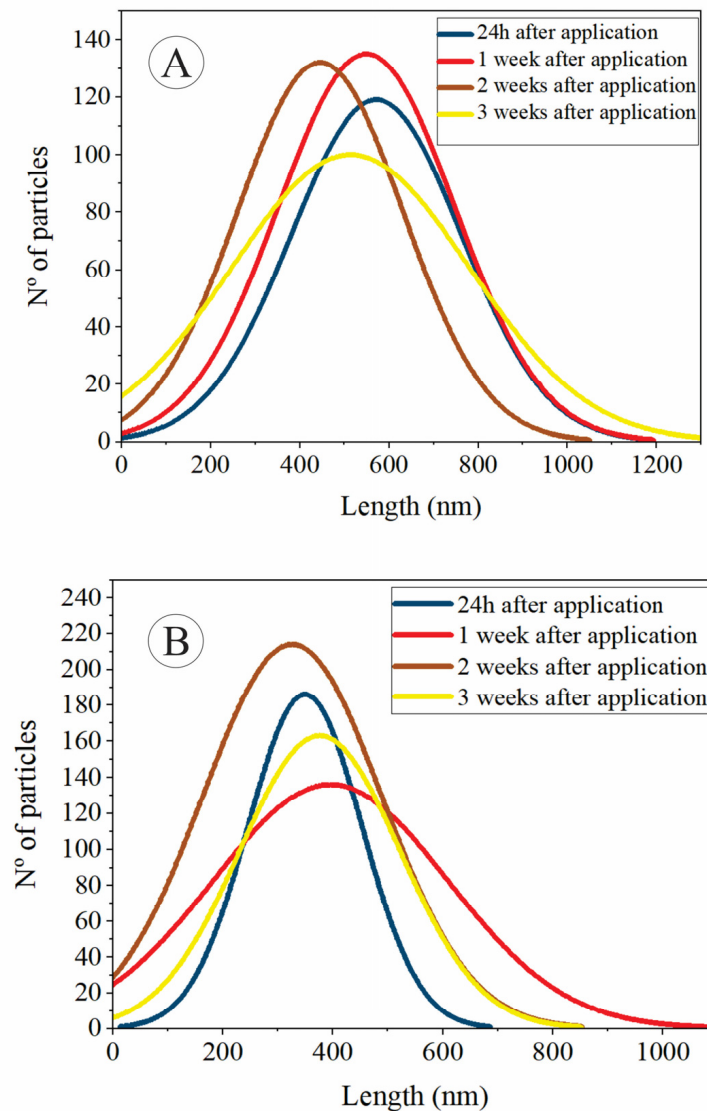 A
24h after application
1 week after application
2 weeks after application
3 weeks after application
140
120
100
80
60
40
20
0
Nº of particles
0 200 400 600 800 1000 1200
Length (nm)
B
24h after application
1 week after application
2 weeks after application
3 weeks after application
240
220
200
180
160
140
120
100
80
60
40
20
0
Nº of particles
0 200 400 600 800 1000
Length (nm)